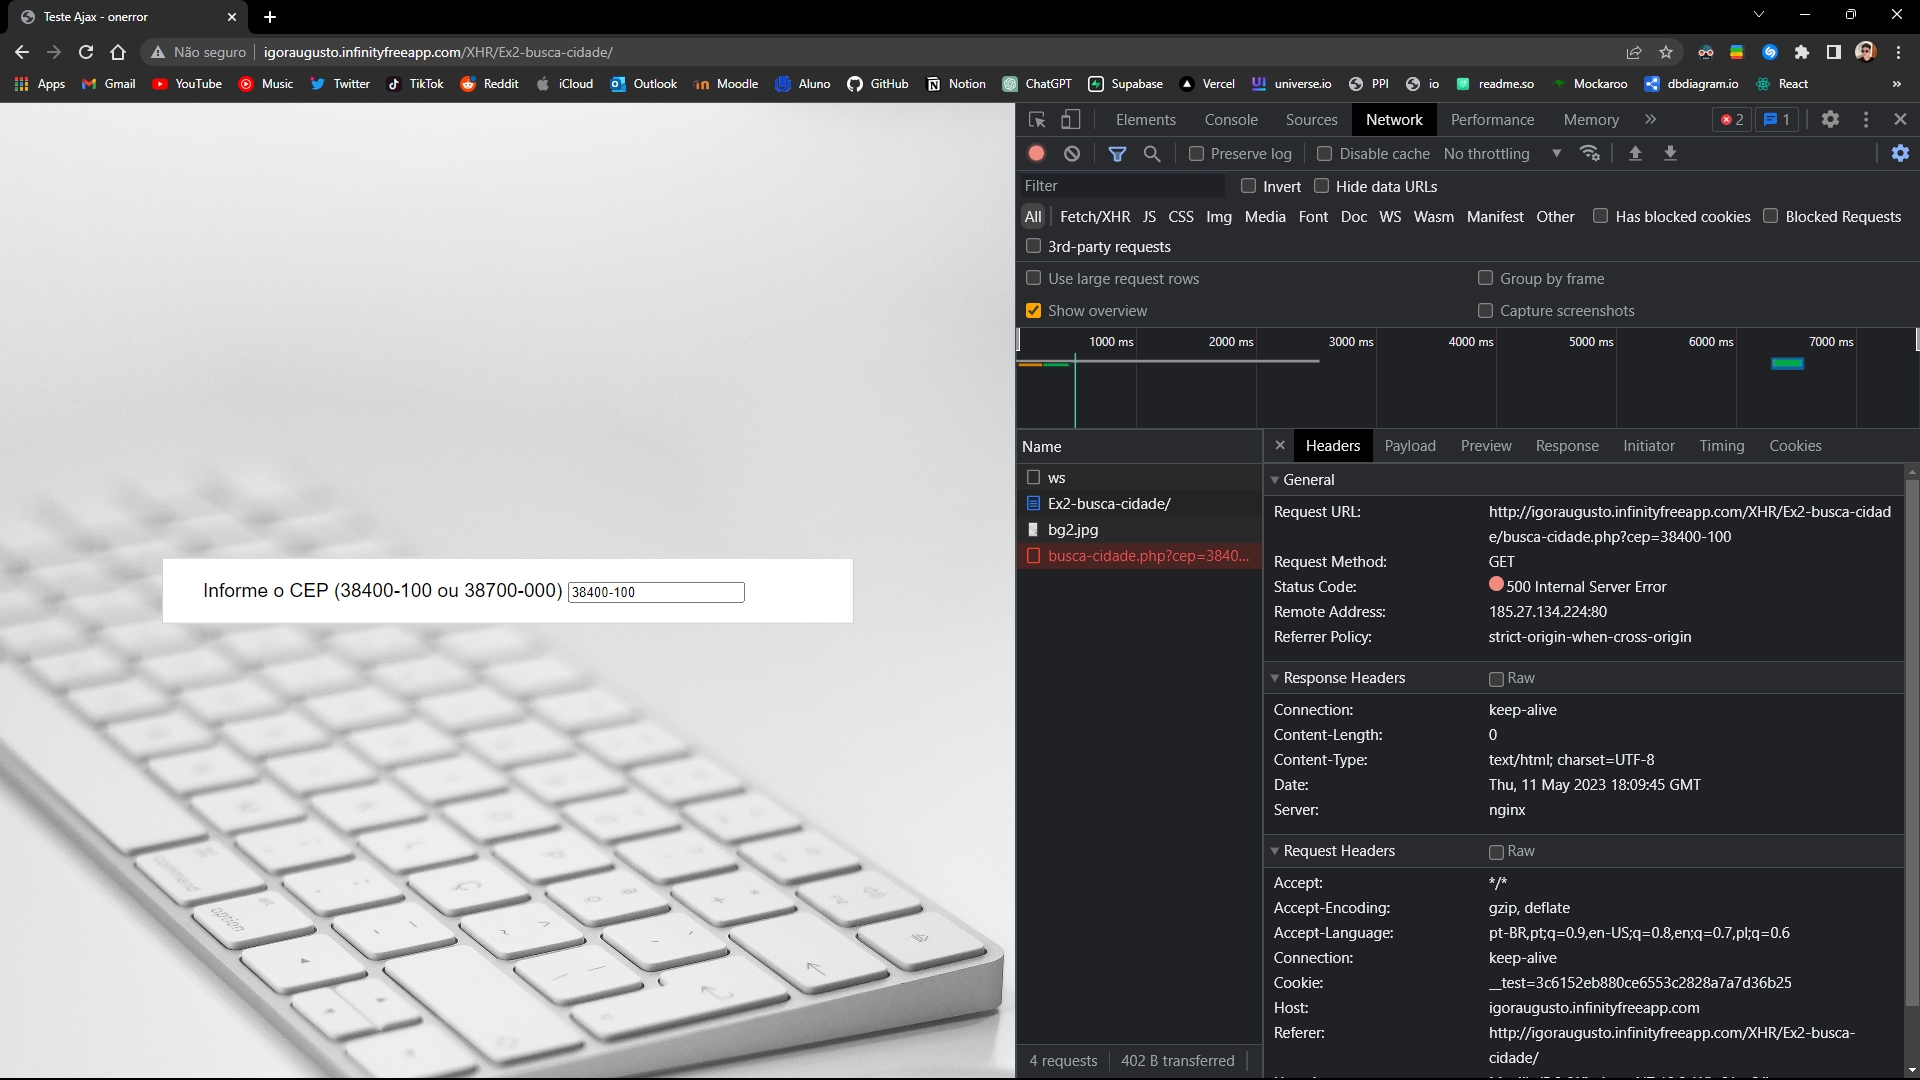 Teste Ajax - onerror
Não seguro igoraugusto.infinityfreeapp.com/XHR/Ex2-busca-cidade/
Apps Gmail YouTube Music Twitter TikTok Reddit iCloud Outlook Moodle Aluno GitHub Notion ChatGPT Supabase Vercel universe.io PPI io readme.so Mockaroo dbdiagram.io React »
Elements Console Sources Network Performance Memory » 2 1
Preserve log Disable cache No throttling
Filter Invert Hide data URLs
All Fetch/XHR JS CSS Img Media Font Doc WS Wasm Manifest Other Has blocked cookies Blocked Requests
3rd-party requests
Use large request rows Group by frame
Show overview Capture screenshots
1000 ms 2000 ms 3000 ms 4000 ms 5000 ms 6000 ms 7000 ms
Name
ws
Ex2-busca-cidade/
bg2.jpg
busca-cidade.php?cep=3840...
4 requests 402 B transferred
Headers Payload Preview Response Initiator Timing Cookies
General
Request URL: http://igoraugusto.infinityfreeapp.com/XHR/Ex2-busca-cidad
e/busca-cidade.php?cep=38400-100
Request Method: GET
Status Code: 500 Internal Server Error
Remote Address: 185.27.134.224:80
Referrer Policy: strict-origin-when-cross-origin
Response Headers Raw
Connection: keep-alive
Content-Length: 0
Content-Type: text/html; charset=UTF-8
Date: Thu, 11 May 2023 18:09:45 GMT
Server: nginx
Request Headers Raw
Accept: */*
Accept-Encoding: gzip, deflate
Accept-Language: pt-BR,pt;q=0.9,en-US;q=0.8,en;q=0.7,pl;q=0.6
Connection: keep-alive
Cookie: __test=3c6152eb880ce6553c2828a7a7d36b25
Host: igoraugusto.infinityfreeapp.com
Referer: http://igoraugusto.infinityfreeapp.com/XHR/Ex2-busca-
cidade/
Informe o CEP (38400-100 ou 38700-000) 38400-100
command
alt
option